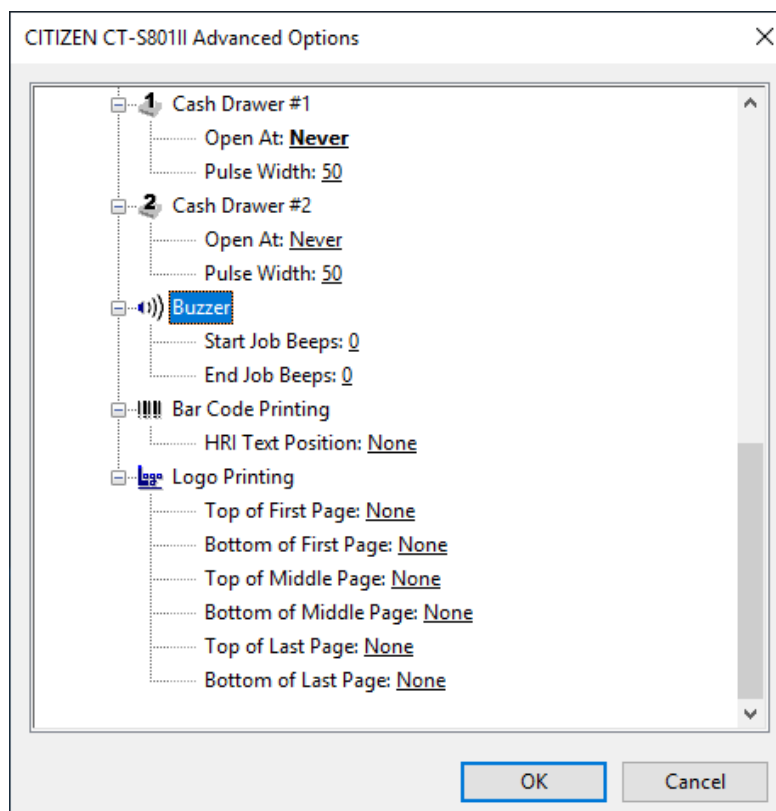 CITIZEN CT-S801II Advanced Options
1 Cash Drawer #1
Open At: Never
Pulse Width: 50
2 Cash Drawer #2
Open At: Never
Pulse Width: 50
Buzzer
Start Job Beeps: 0
End Job Beeps: 0
Bar Code Printing
HRI Text Position: None
logo Logo Printing
Top of First Page: None
Bottom of First Page: None
Top of Middle Page: None
Bottom of Middle Page: None
Top of Last Page: None
Bottom of Last Page: None
OK Cancel